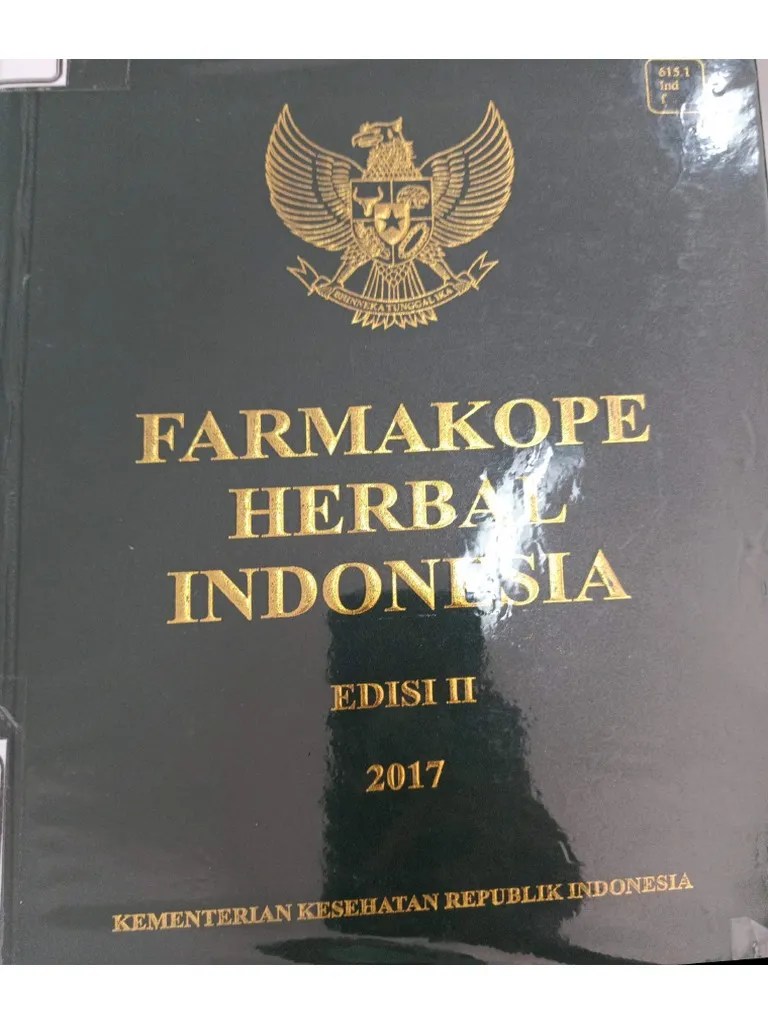 615.1
Ind
f
BHINNEKA TUNGGAL IKA
FARMAKOPE
HERBAL
INDONESIA
EDISI II
2017
KEMENTERIAN KESEHATAN REPUBLIK INDONESIA